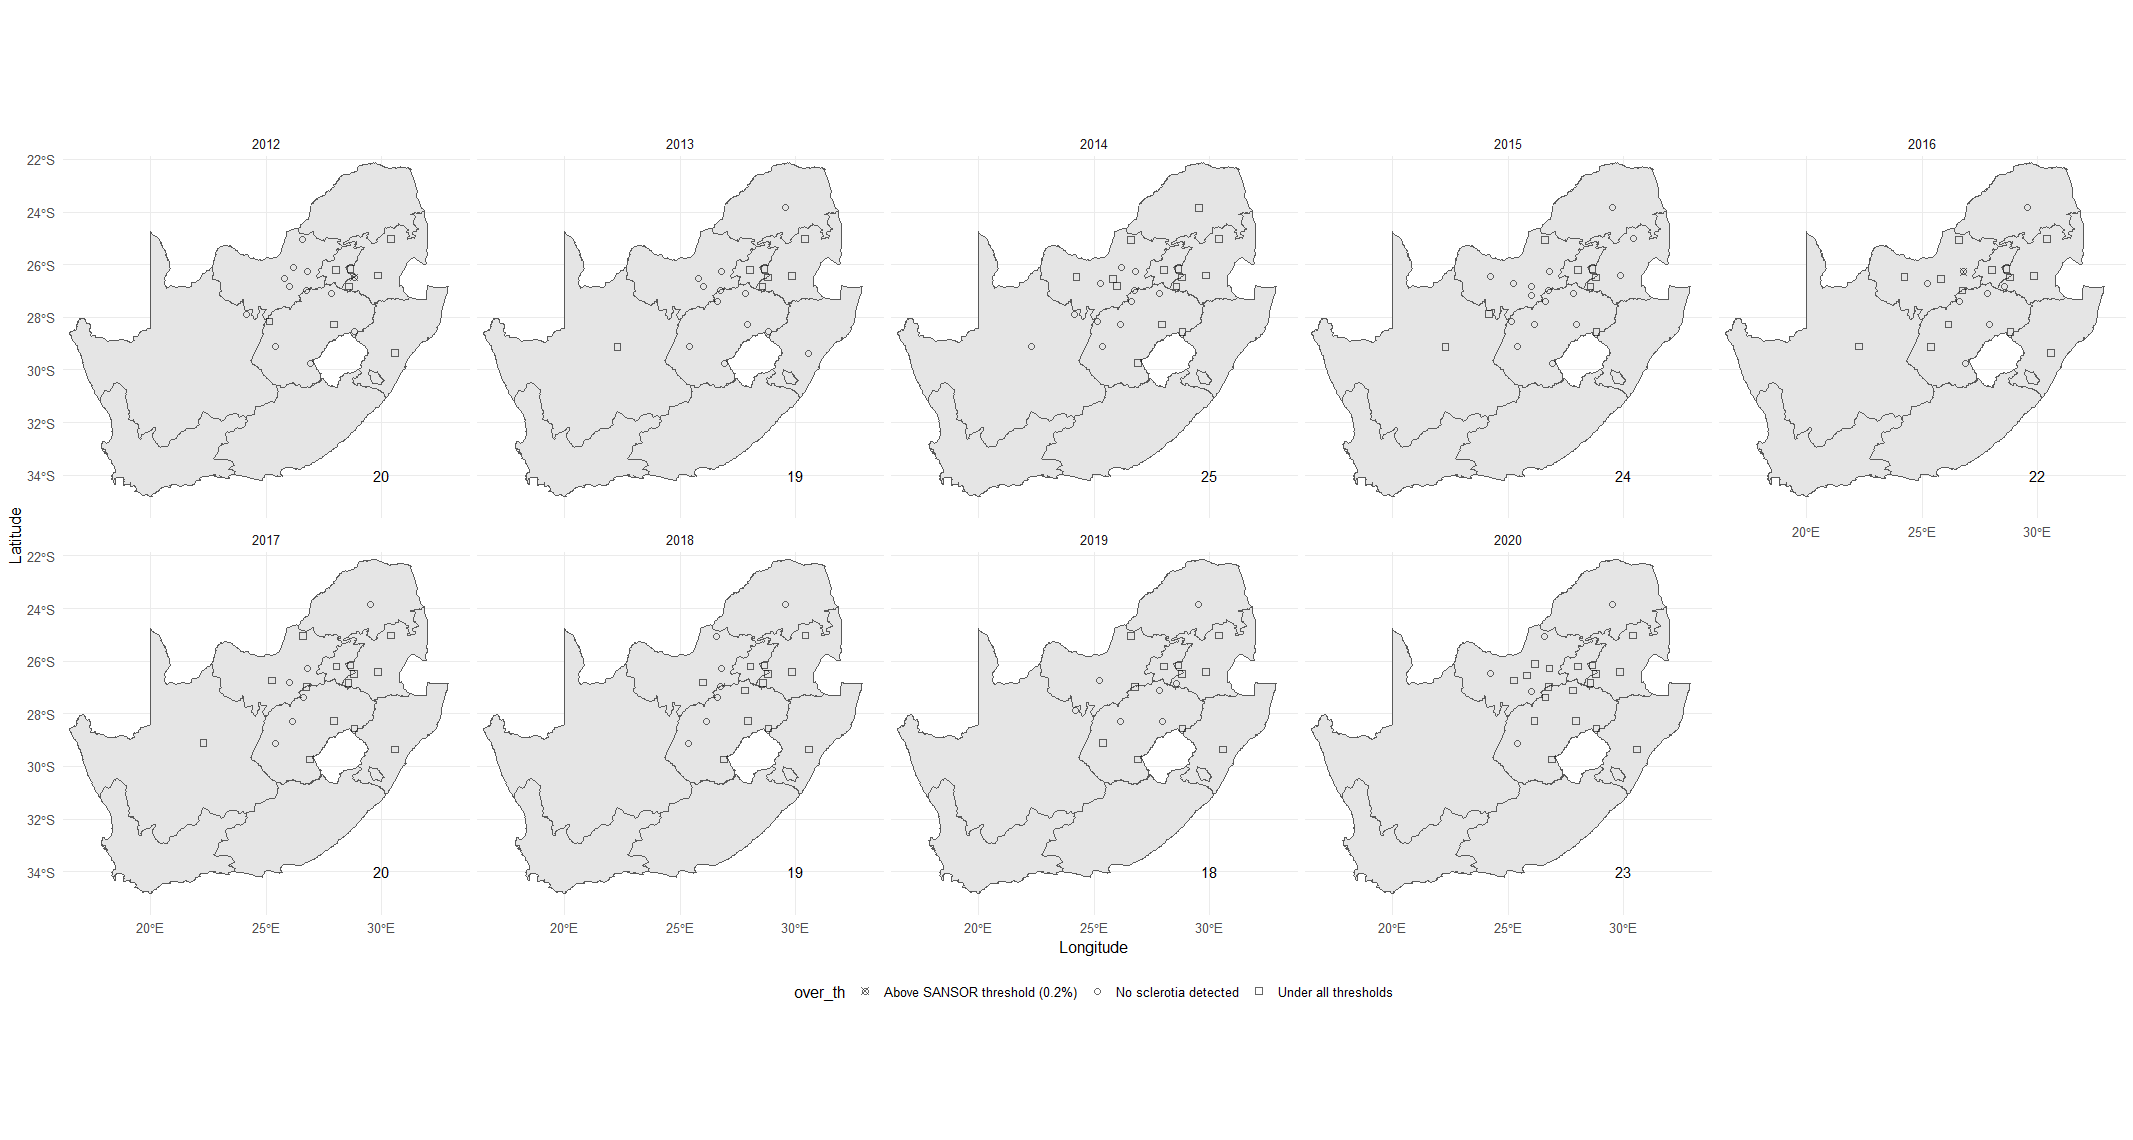 2012 2013 2014 2015 2016
22°S
24°S
26°S
28°S
30°S
32°S
34°S
20 19 25 24 22
20°E 25°E 30°E
Latitude
2017 2018 2019 2020
22°S
24°S
26°S
28°S
30°S
32°S
34°S
20 19 18 23
20°E 25°E 30°E 20°E 25°E 30°E 20°E 25°E 30°E 20°E 25°E 30°E
Longitude
over_th Above SANSOR threshold (0.2%) No sclerotia detected Under all thresholds